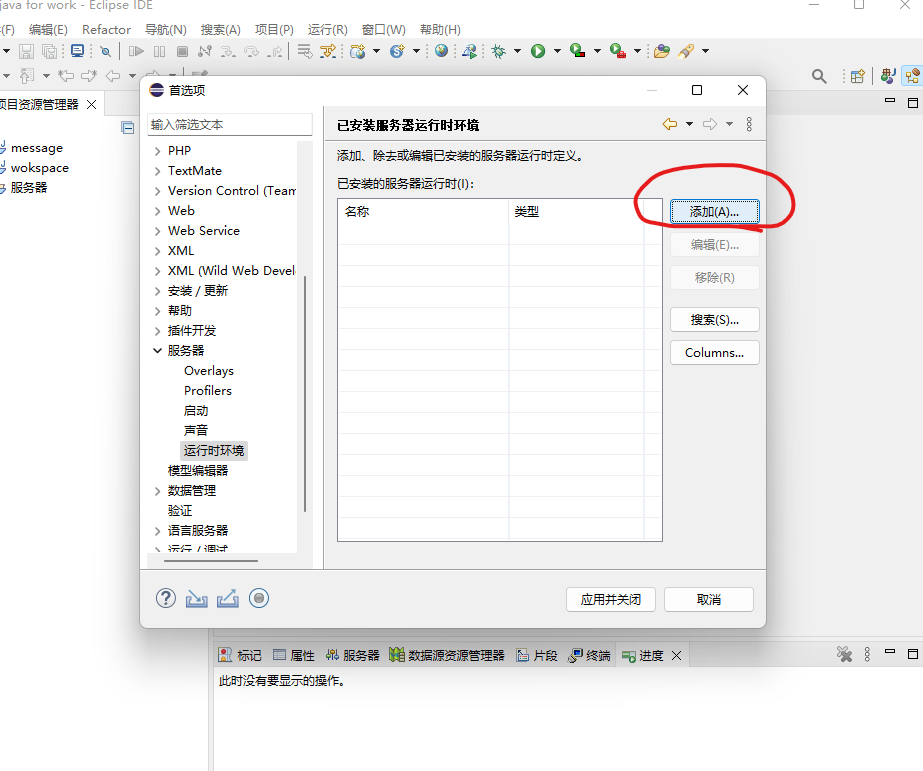 java for work - Eclipse IDE
(F) 编辑(E) Refactor 导航(N) 搜索(A) 项目(P) 运行(R) 窗口(W) 帮助(H)
项目资源管理器
message
wokspace
服务器
首选项
输入筛选文本
PHP
TextMate
Version Control (Team
Web
Web Service
XML
XML (Wild Web Develo
安装 / 更新
帮助
插件开发
服务器
Overlays
Profilers
启动
声音
运行时环境
模型编辑器
数据管理
验证
语言服务器
运行 / 调试
已安装服务器运行时环境
添加、除去或编辑已安装的服务器运行时定义。
已安装的服务器运行时(I):
名称 类型
添加(A)...
编辑(E)...
移除(R)
搜索(S)...
Columns...
应用并关闭 取消
标记 属性 服务器 数据源资源管理器 片段 终端 进度
此时没有要显示的操作。